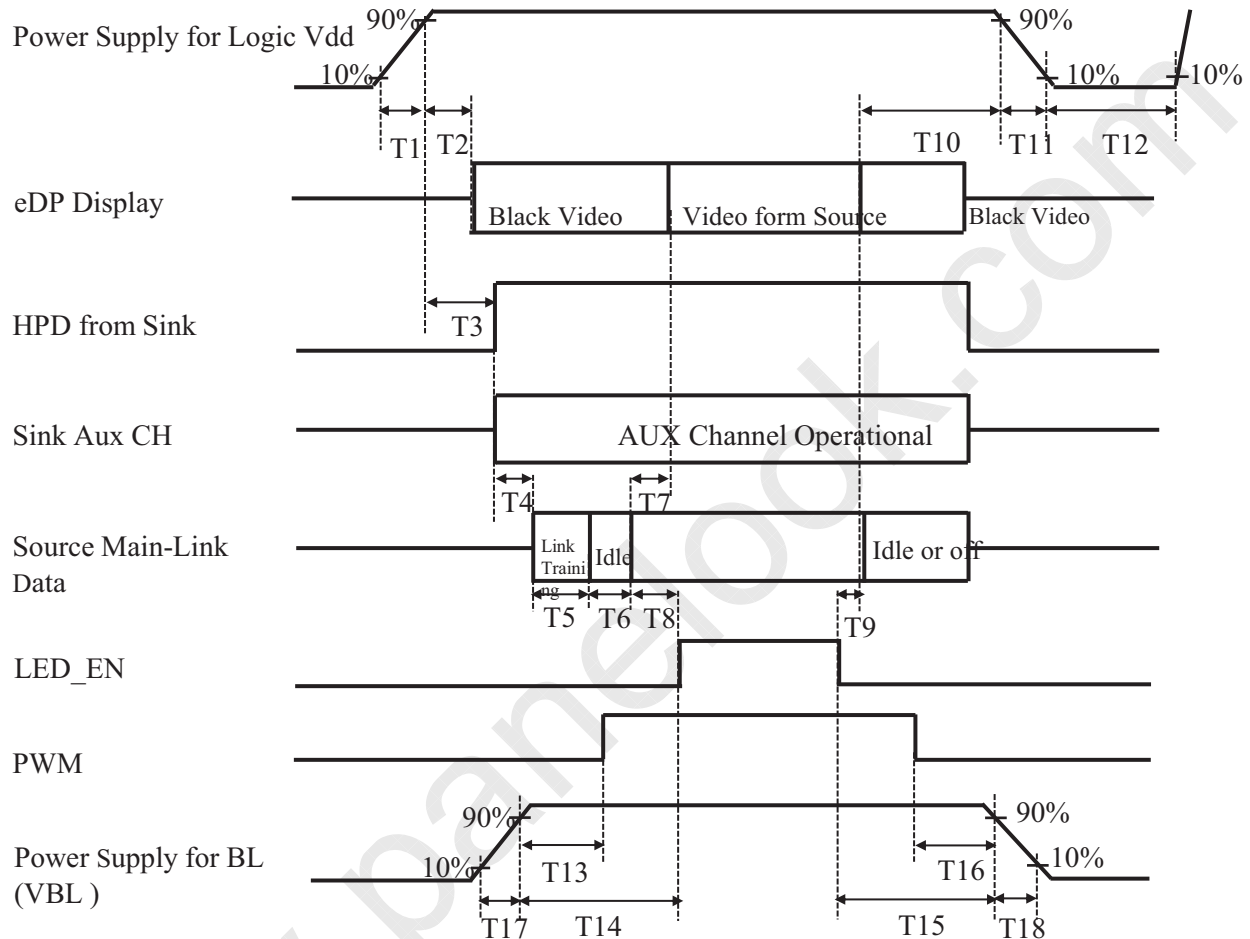 Power Supply for Logic Vdd
90%
10%
90%
10%
10%
T1
T2
T10
T11
T12
eDP Display
Black Video
Video form Source
Black Video
HPD from Sink
T3
Sink Aux CH
AUX Channel Operational
T4
T7
Source Main-Link
Data
Link
Traini
ng
Idle
Idle or off
T5
T6
T8
T9
LED_EN
PWM
Power Supply for BL
(VBL )
90%
10%
90%
10%
T13
T16
T17
T14
T15
T18
panelook.com